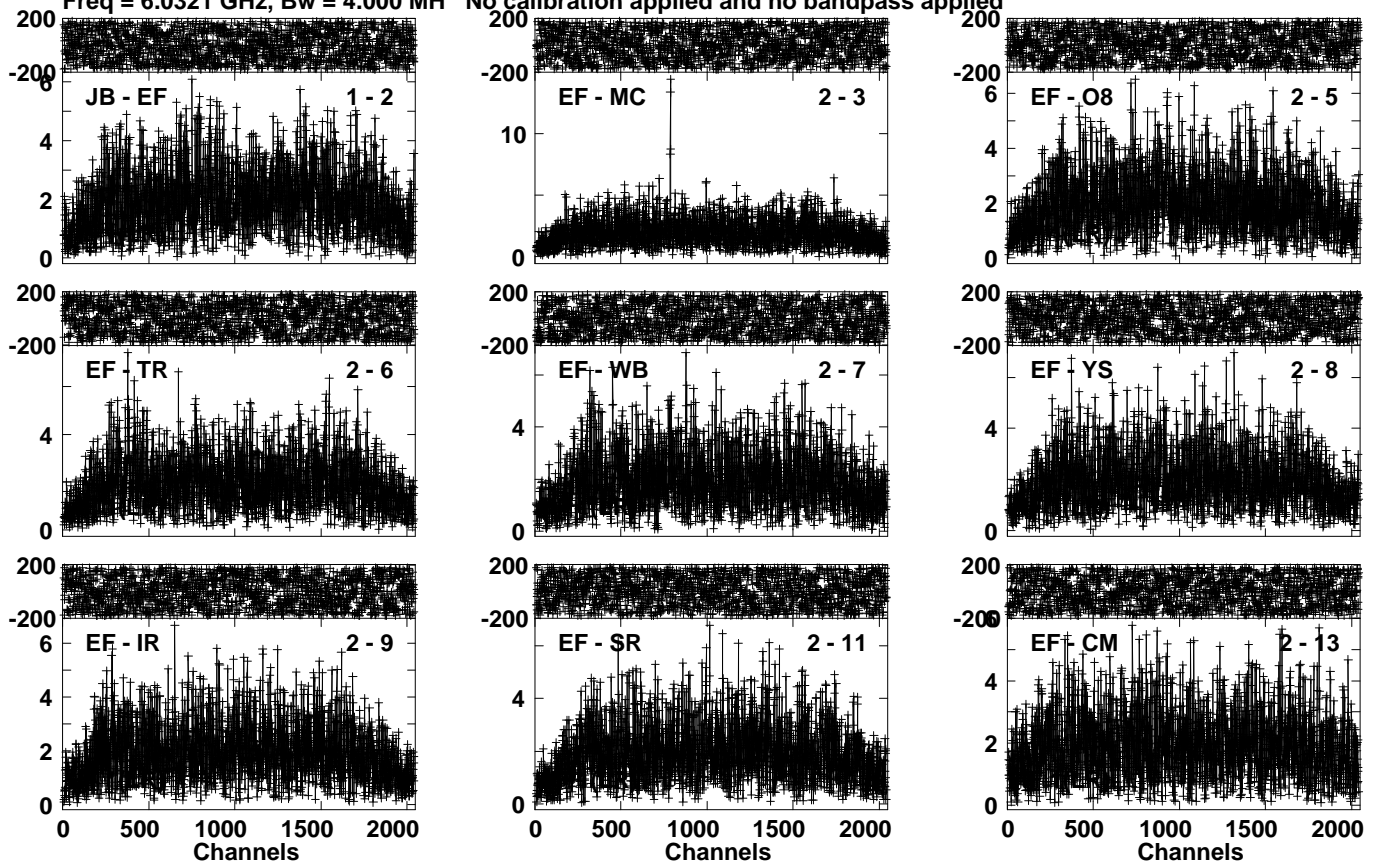 Freq = 6.0321 GHz, Bw = 4.000 MH No calibration applied and no bandpass applied
200 200 200
-200 -200 -200
6 JB - EF 1 - 2 EF - MC 2 - 3 EF - O8 2 - 5
6
10
4 4
2 2
0 0 0
200 200 200
-200 -200 -200
EF - TR 2 - 6 EF - WB 2 - 7 EF - YS 2 - 8
4 4 4
0 0 0
200 200 200
-200 -200 -200
6
EF - IR 2 - 9 EF - SR 2 - 11 EF - CM 2 - 13
6
4 4 4
2 2
0 0 0
0 500 1000 1500 2000 0 500 1000 1500 2000 0 500 1000 1500 2000
Channels Channels Channels